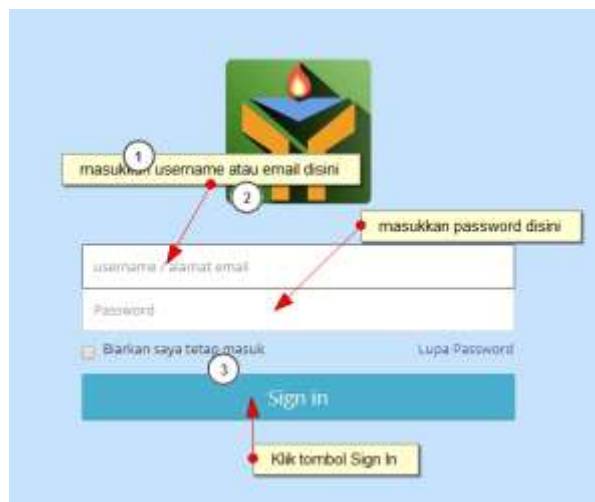 1
masukkan username atau email disini
2
masukkan password disini
username / alamat email
Password
Biarkan saya tetap masuk
Lupa Password
3
Sign in
Klik tombol Sign In